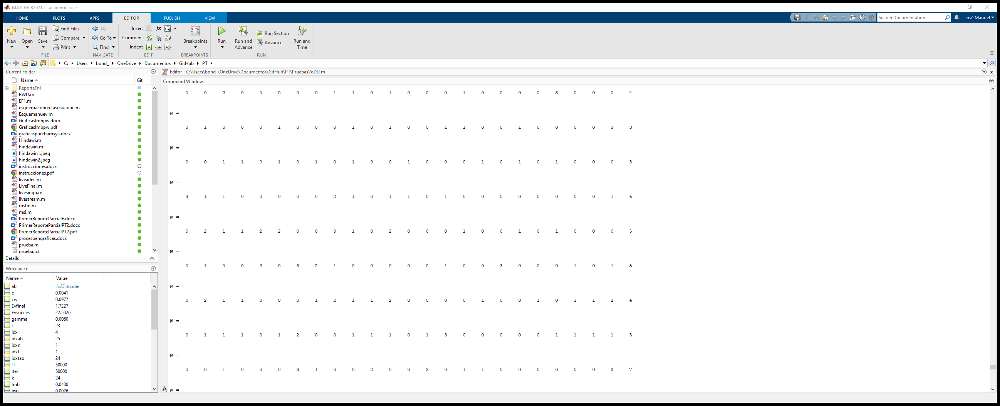 MATLAB R2021a - academic use
HOME PLOTS APPS EDITOR PUBLISH VIEW
Search Documentation
José Manuel
New Open Save
Find Files
Compare
Print
FILE
Go To
Find
NAVIGATE
Insert fx
Comment
Indent
EDIT
Breakpoints
BREAKPOINTS
Run
Run and Advance
Run Section
Advance
Run and Time
RUN
C: Users bond_ OneDrive Documentos GitHub PT
Current Folder
Name Git
ReporteFnl
BWD.m
EF1.m
esquemaconrectasusuarioc.m
Esquemanuev.m
Graficaslmbpw.docx
Graficaslmbpw.pdf
graficaspurebamsya.docx
Hindawi.m
hindawin.m
hindawin1.jpeg
hindawin2.jpeg
instrucciones.docx
instrucciones.pdf
liveadec.m
LiveFinal.m
livesingu.m
livestream.m
msfin.m
msi.m
PrimerReporteParcialF.docx
PrimerReporteParcialPT2.docx
PrimerReporteParcialPT2.pdf
procesoengraficas.docx
prueba.m
prueba.txt
Details
Workspace
Name Value
ab 1x25 double
c 0.0041
cw 0.0977
Evfinal 1.7227
Evsucces 22.5026
gamma 0.0060
i 23
idx 4
idxab 25
idxn 1
idxt 1
idxtao 24
IT 50000
iter 50000
k 24
lmb 0.0400
mu 0.0026
Editor - C:\Users\bond_\OneDrive\Documentos\GitHub\PT\PruebasVoDU.m
Command Window
0 0 2 0 0 0 0 0 1 1 0 1 0 0 0 1 0 0 0 0 3 0 0 0 4
W =
0 1 0 0 0 1 0 0 0 1 0 1 0 0 1 1 0 0 1 0 0 0 0 3 3
W =
0 0 1 1 0 1 0 1 0 1 0 0 1 0 0 0 1 0 1 0 1 0 0 0 5
W =
3 1 1 0 0 0 0 0 2 1 0 1 1 0 1 0 0 0 0 0 0 0 0 1 6
W =
0 2 1 1 2 2 0 0 0 1 0 2 0 0 0 1 0 0 1 0 1 0 0 0 5
W =
0 1 0 0 2 0 3 2 1 0 0 0 0 0 1 0 0 3 0 0 0 1 0 1 5
W =
0 2 1 1 0 0 0 1 2 1 1 2 0 0 0 0 1 0 0 1 0 1 1 2 4
W =
0 1 1 1 0 1 2 0 0 1 1 1 0 1 3 0 0 0 0 0 1 1 1 1 5
W =
0 0 1 0 0 0 3 1 0 0 2 0 0 3 0 1 1 0 0 0 0 0 0 2 7
fx W =